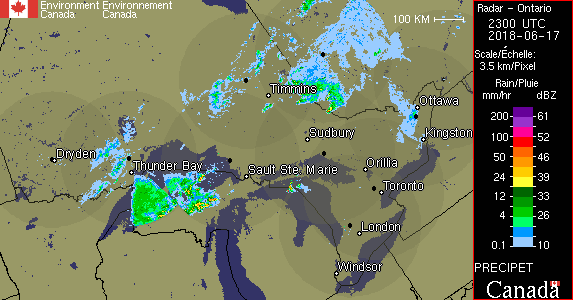 Environment Environnement
Canada Canada
100 KM
Timmins
Ottawa
Sudbury
Kingston
Dryden
Thunder Bay
Sault Ste. Marie
Orillia
Toronto
London
Windsor
Radar - Ontario
2300 UTC
2018-06-17
Scale/Échelle:
3.5 km/Pixel
Rain/Pluie
mm/hr dBZ
200 61
100 52
50 46
24 39
12 33
4 26
0.1 10
PRECIPET
Canada